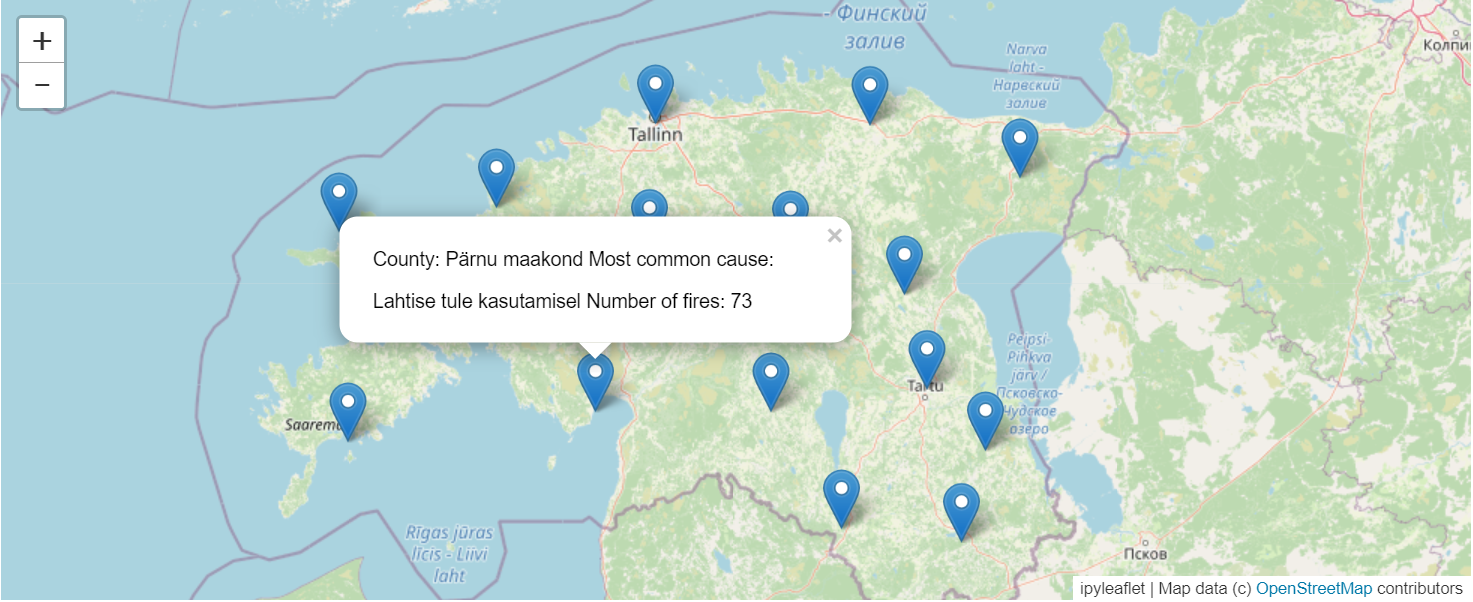 +
−
- Финский
залив
Narva
laht -
Нарвский
залив
Колпи
Tallinn
×
County: Pärnu maakond Most common cause:
Lahtise tule kasutamisel Number of fires: 73
Peipsi-
Pihkva
järv /
Псковско-
Чудское
озеро
Tartu
Saarem
Rīgas jūras
līcis - Liivi
laht
Псков
ipyleaflet | Map data (c) OpenStreetMap contributors